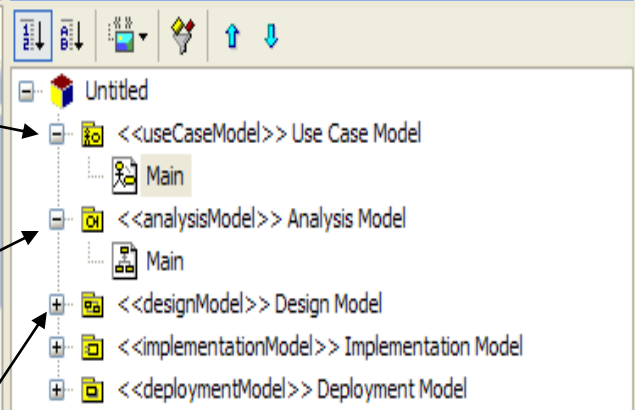 Untitled
<<useCaseModel>> Use Case Model
Main
<<analysisModel>> Analysis Model
Main
<<designModel>> Design Model
<<implementationModel>> Implementation Model
<<deploymentModel>> Deployment Model